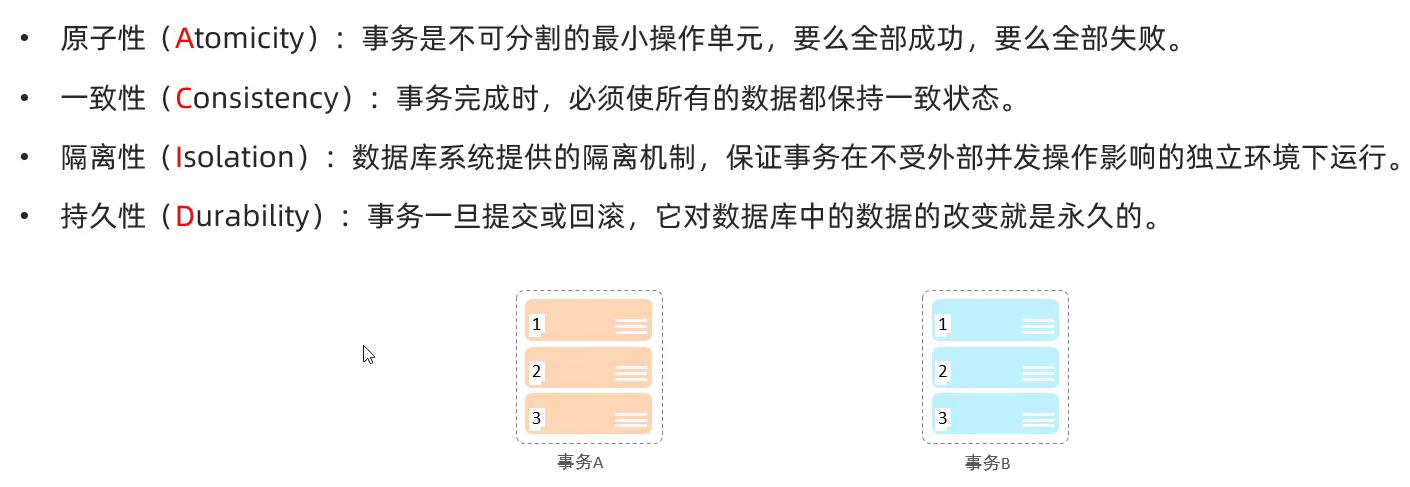 • 原子性（Atomicity）：事务是不可分割的最小操作单元，要么全部成功，要么全部失败。
• 一致性（Consistency）：事务完成时，必须使所有的数据都保持一致状态。
• 隔离性（Isolation）：数据库系统提供的隔离机制，保证事务在不受外部并发操作影响的独立环境下运行。
• 持久性（Durability）：事务一旦提交或回滚，它对数据库中的数据的改变就是永久的。
1
2
3
事务A
1
2
3
事务B